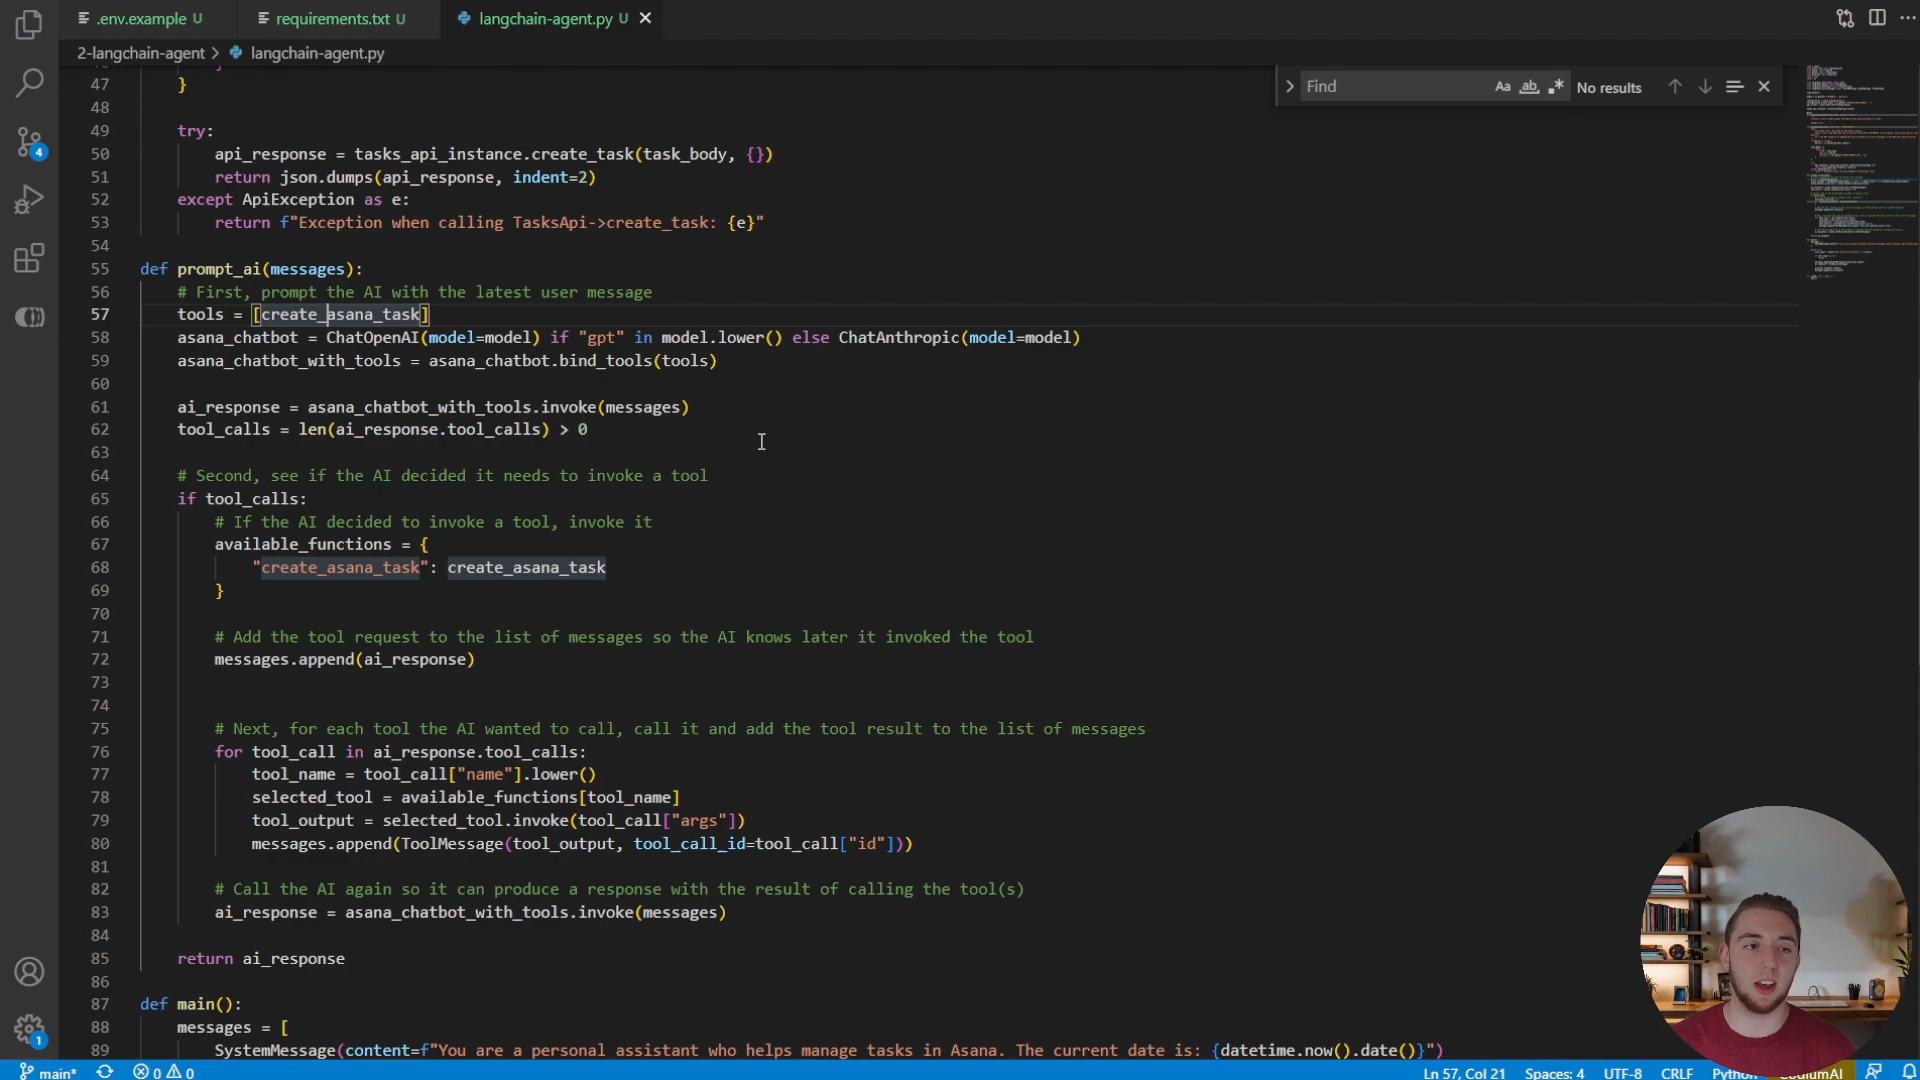 .env.example U
requirements.txt U
langchain-agent.py U
2-langchain-agent > langchain-agent.py
Find
Aa
ab
No results
47 }
48
49 try:
50 api_response = tasks_api_instance.create_task(task_body, {})
51 return json.dumps(api_response, indent=2)
52 except ApiException as e:
53 return f"Exception when calling TasksApi->create_task: {e}"
54
55 def prompt_ai(messages):
56 # First, prompt the AI with the latest user message
57 tools = [create_asana_task]
58 asana_chatbot = ChatOpenAI(model=model) if "gpt" in model.lower() else ChatAnthropic(model=model)
59 asana_chatbot_with_tools = asana_chatbot.bind_tools(tools)
60
61 ai_response = asana_chatbot_with_tools.invoke(messages)
62 tool_calls = len(ai_response.tool_calls) > 0
63
64 # Second, see if the AI decided it needs to invoke a tool
65 if tool_calls:
66 # If the AI decided to invoke a tool, invoke it
67 available_functions = {
68 "create_asana_task": create_asana_task
69 }
70
71 # Add the tool request to the list of messages so the AI knows later it invoked the tool
72 messages.append(ai_response)
73
74
75 # Next, for each tool the AI wanted to call, call it and add the tool result to the list of messages
76 for tool_call in ai_response.tool_calls:
77 tool_name = tool_call["name"].lower()
78 selected_tool = available_functions[tool_name]
79 tool_output = selected_tool.invoke(tool_call["args"])
80 messages.append(ToolMessage(tool_output, tool_call_id=tool_call["id"]))
81
82 # Call the AI again so it can produce a response with the result of calling the tool(s)
83 ai_response = asana_chatbot_with_tools.invoke(messages)
84
85 return ai_response
86
87 def main():
88 messages = [
89 SystemMessage(content=f"You are a personal assistant who helps manage tasks in Asana. The current date is: {datetime.now().date()}")
4
1
main* 0 0 Ln 57, Col 21 Spaces: 4 UTF-8 CRLF Python